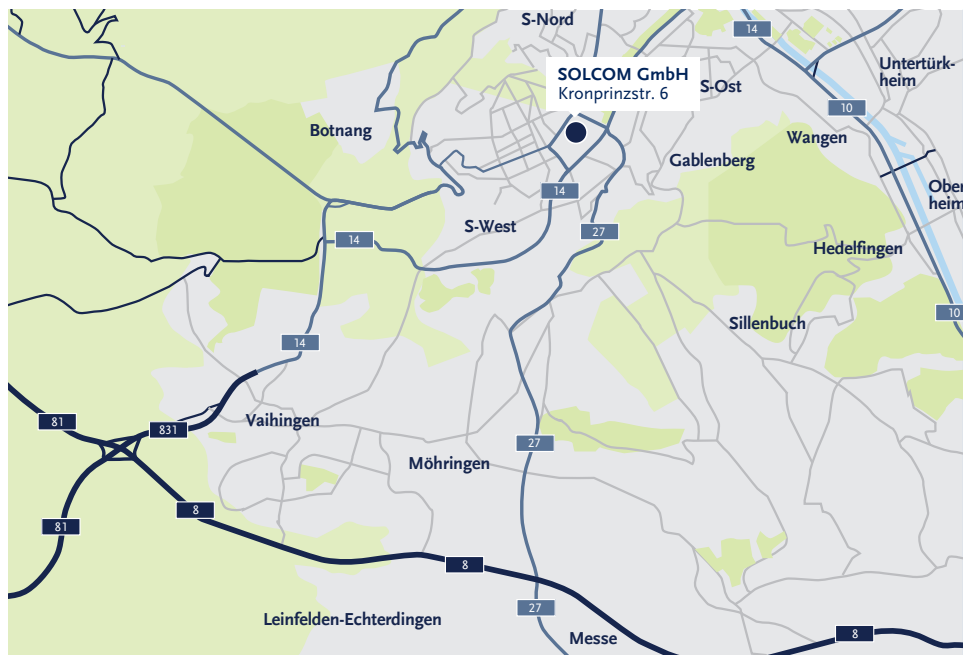 S-Nord
14
SOLCOM GmbH
Kronprinzstr. 6
S-Ost
Untertürk-
heim
10
Botnang
Wangen
Gablenberg
14
Ober
heim
S-West
27
14
Hedelfingen
10
Sillenbuch
14
81
831
Vaihingen
27
Möhringen
8
81
8
27
Leinfelden-Echterdingen
Messe
8